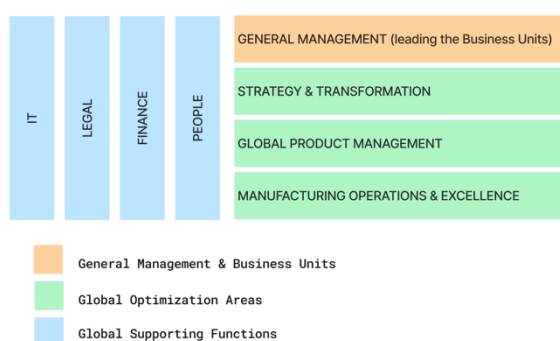 IT
LEGAL
FINANCE
PEOPLE
GENERAL MANAGEMENT (leading the Business Units)
STRATEGY & TRANSFORMATION
GLOBAL PRODUCT MANAGEMENT
MANUFACTURING OPERATIONS & EXCELLENCE
General Management & Business Units
Global Optimization Areas
Global Supporting Functions